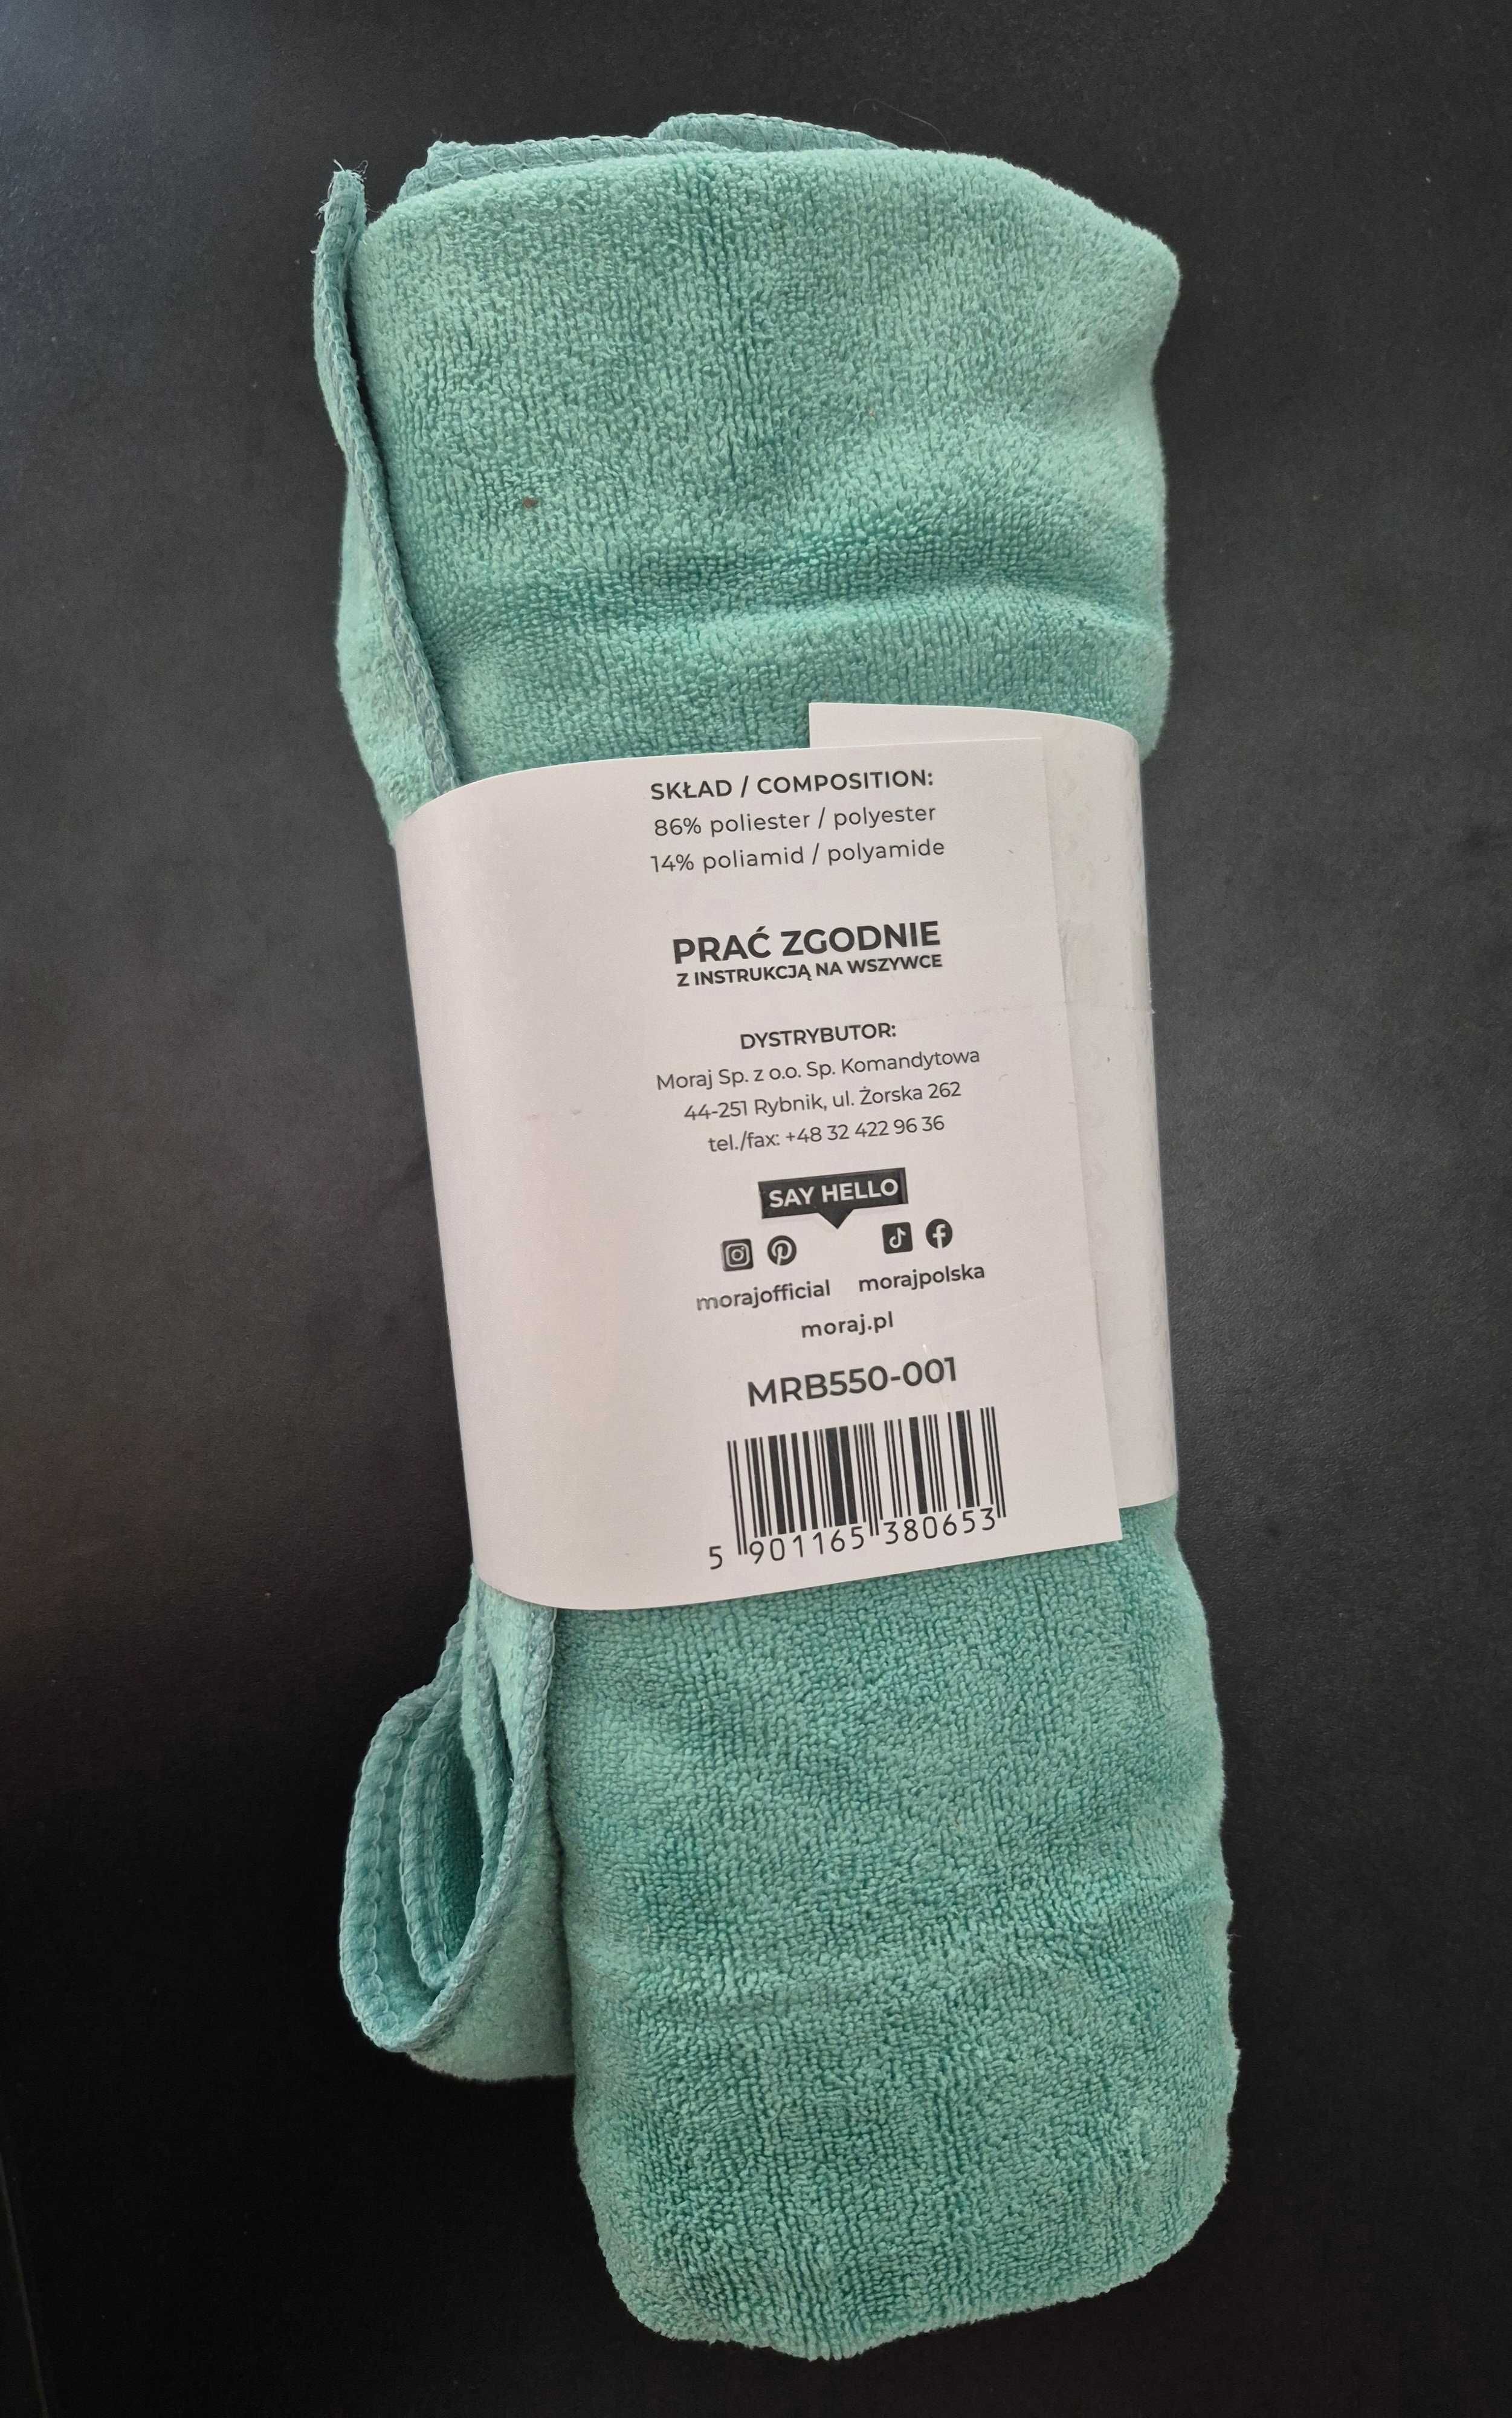 SKŁAD / COMPOSITION:
86% poliester / polyester
14% poliamid / polyamide
PRAĆ ZGODNIE
Z INSTRUKCJĄ NA WSZYWCE
DYSTRYBUTOR:
Moraj Sp. z o.o. Sp. Komandytowa
44-251 Rybnik, ul. Żorska 262
tel./fax: +48 32 422 96 36
SAY HELLO
morajofficial morajpolska
moraj.pl
MRB550-001
5 901165 380653